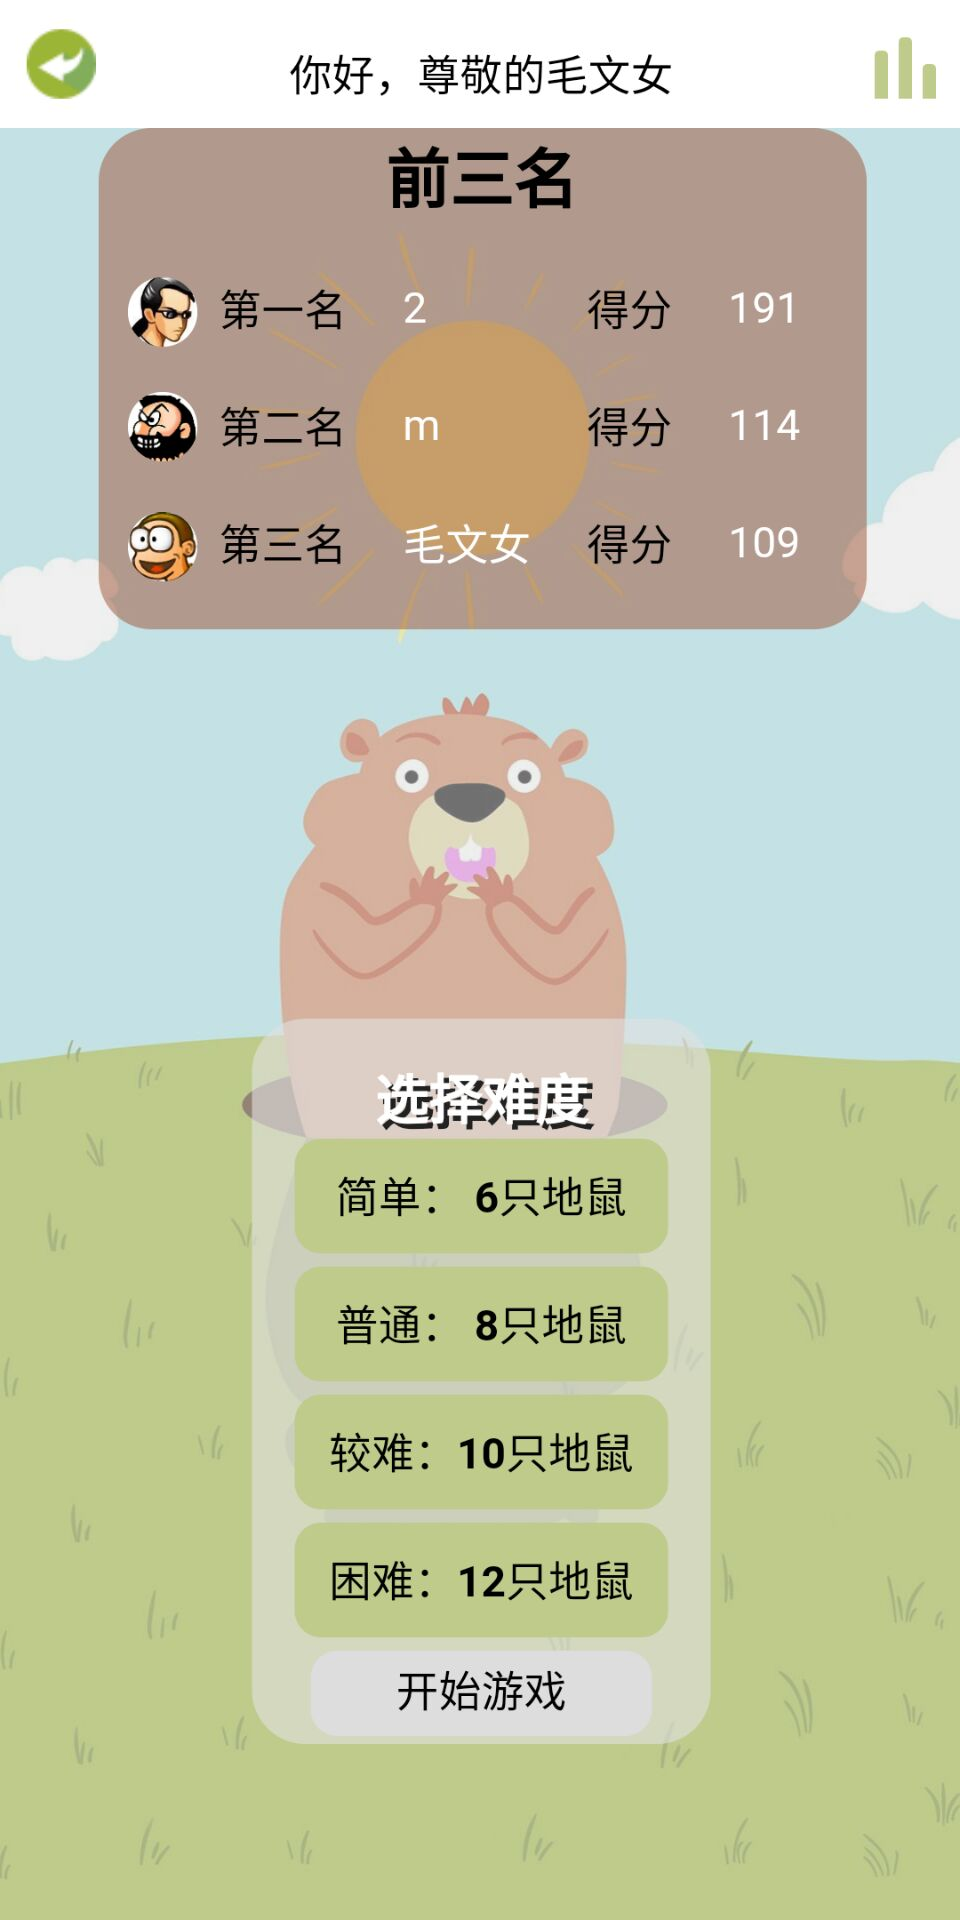 你好，尊敬的毛文女
前三名
第一名 2 得分 191
第二名 m 得分 114
第三名 毛文女 得分 109
选择难度
简单： 6只地鼠
普通： 8只地鼠
较难：10只地鼠
困难：12只地鼠
开始游戏